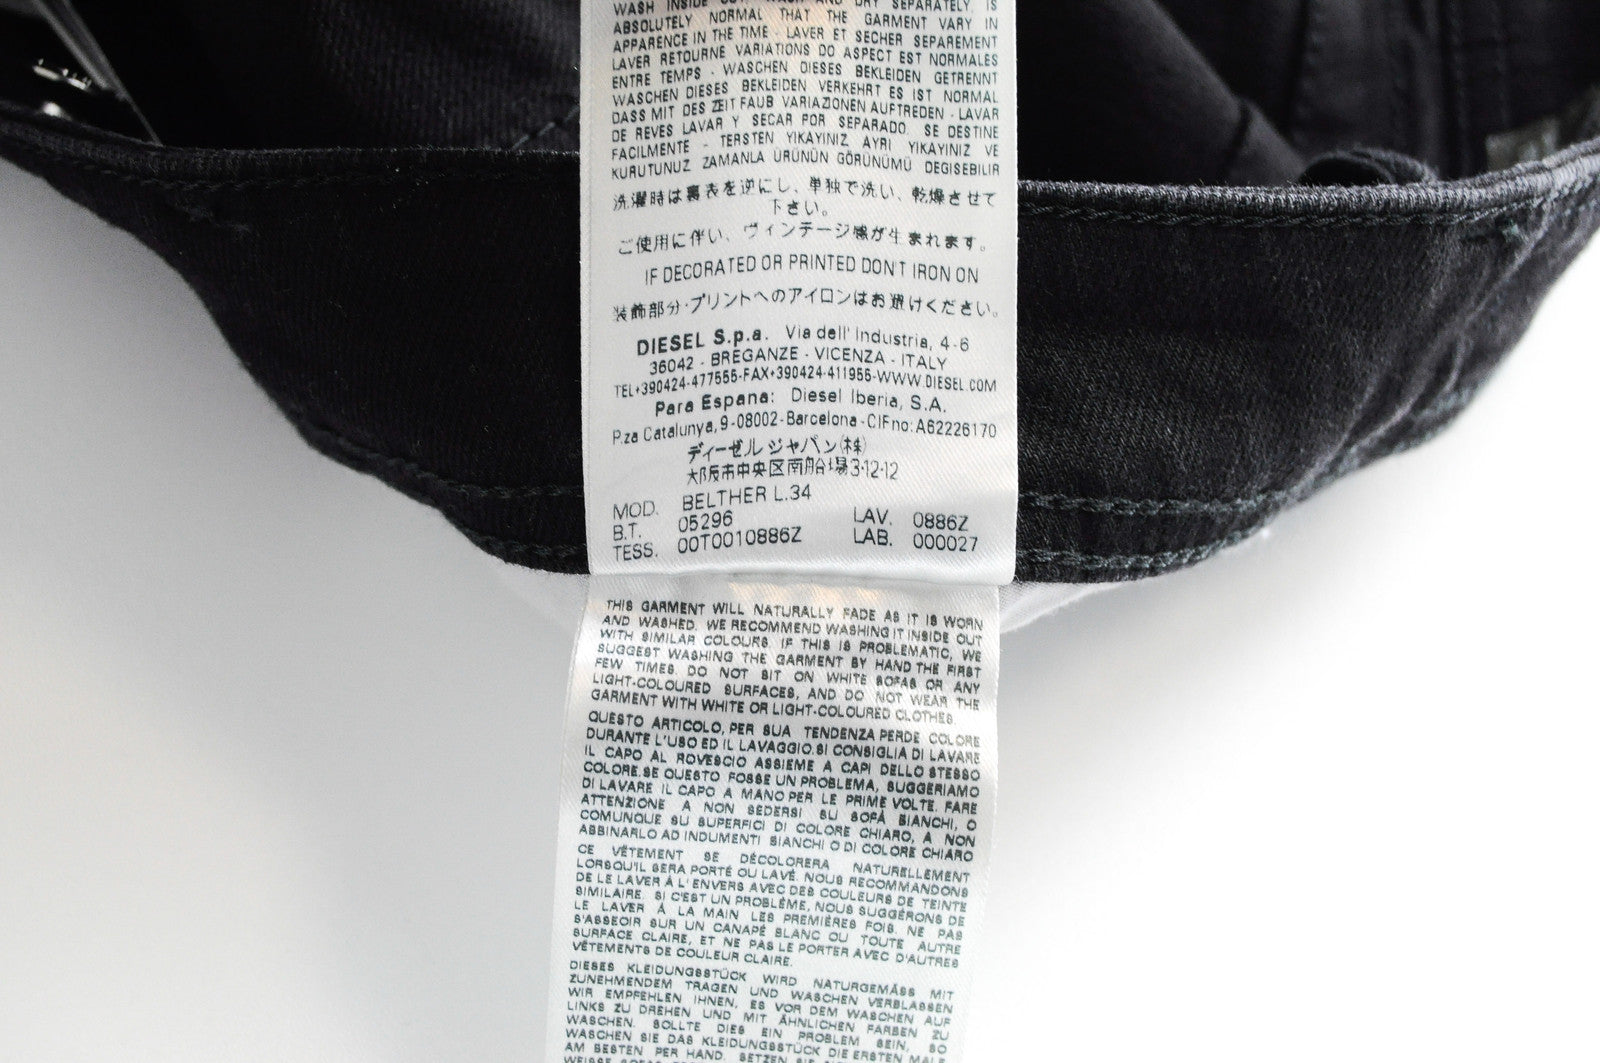 WASH INSIDE OUT WASH AND DRY SEPARATELY, IS
ABSOLUTELY NORMAL THAT THE GARMENT VARY IN
APPARENCE IN THE TIME · LAVER ET SECHER SEPAREMENT
LAVER RETOURNE VARIATIONS DO ASPECT EST NORMALES
ENTRE TEMPS - WASCHEN DIESES BEKLEIDEN GETRENNT
WASCHEN DIESES BEKLEIDEN VERKEHRT ES IST NORMAL
DASS MIT DES ZEIT FAUB VARIAZIONEN AUFTREDEN - LAVAR
DE REVES LAVAR Y SECAR POR SEPARADO. SE DESTINE
FACILMENTE - TERSTEN YIKAYINIZ AYRI YIKAYINIZ VE
KURUTUNUZ ZAMANLA ÜRÜNÜN GÖRÜNÜMÜ DEGISEBILIR
洗濯時は裏表を逆にし、単独で洗い、乾燥させて
下さい。
ご使用に伴い、ヴィンテージ感が生まれます。
IF DECORATED OR PRINTED DON'T IRON ON
装飾部分・プリントへのアイロンはお避けください。
DIESEL S.p.a. Via dell' Industria, 4-6
36042 - BREGANZE - VICENZA - ITALY
TEL+390424-477555-FAX+390424-411955-WWW.DIESEL.COM
Para Espana: Diesel Iberia, S.A.
P.za Catalunya, 9-08002-Barcelona-CIF no: A62226170
ディーゼル ジャパン(株)
大阪市中央区南船場3-12-12
MOD. BELTHER L.34
B.T. 05296 LAV. 0886Z
TESS. 00T0010886Z LAB. 000027
THIS GARMENT WILL NATURALLY FADE AS IT IS WORN
AND WASHED. WE RECOMMEND WASHING IT INSIDE OUT
WITH SIMILAR COLOURS. IF THIS IS PROBLEMATIC, WE
SUGGEST WASHING THE GARMENT BY HAND THE FIRST
FEW TIMES. DO NOT SIT ON WHITE SOFAS OR ANY
LIGHT-COLOURED SURFACES, AND DO NOT WEAR THE
GARMENT WITH WHITE OR LIGHT-COLOURED CLOTHES.
QUESTO ARTICOLO, PER SUA TENDENZA PERDE COLORE
DURANTE L'USO ED IL LAVAGGIO. SI CONSIGLIA DI LAVARE
IL CAPO AL ROVESCIO ASSIEME A CAPI DELLO STESSO
COLORE. SE QUESTO FOSSE UN PROBLEMA, SUGGERIAMO
DI LAVARE IL CAPO A MANO PER LE PRIME VOLTE. FARE
ATTENZIONE A NON SEDERSI SU SOFÀ BIANCHI, O
COMUNQUE SU SUPERFICI DI COLORE CHIARO, A NON
ABBINARLO AD INDUMENTI BIANCHI O DI COLORE CHIARO
CE VÊTEMENT SE DÉCOLORERA NATURELLEMENT
LORSQU'IL SERA PORTÉ OU LAVÉ. NOUS RECOMMANDONS
DE LE LAVER À L'ENVERS AVEC DES COULEURS DE TEINTE
SIMILAIRE. SI C'EST UN PROBLÈME, NOUS SUGGÉRONS DE
LE LAVER À LA MAIN LES PREMIÈRES FOIS. NE PAS
S'ASSEOIR SUR UN CANAPÉ BLANC OU TOUTE AUTRE
SURFACE CLAIRE, ET NE PAS LE PORTER AVEC D'AUTRES
VÊTEMENTS DE COULEUR CLAIRE.
DIESES KLEIDUNGSSTÜCK WIRD NATURGEMÄSS MIT
ZUNEHMENDEM TRAGEN UND WASCHEN VERBLASSEN
WIR EMPFEHLEN IHNEN, ES VOR DEM WASCHEN AUF
LINKS ZU DREHEN UND MIT ÄHNLICHEN FARBEN ZU
WASCHEN. SOLLTE DIES EIN PROBLEM SEIN, SO
WASCHEN SIE DAS KLEIDUNGSSTÜCK DIE ERSTEN MALE
AM BESTEN PER HAND. SETZEN SIE